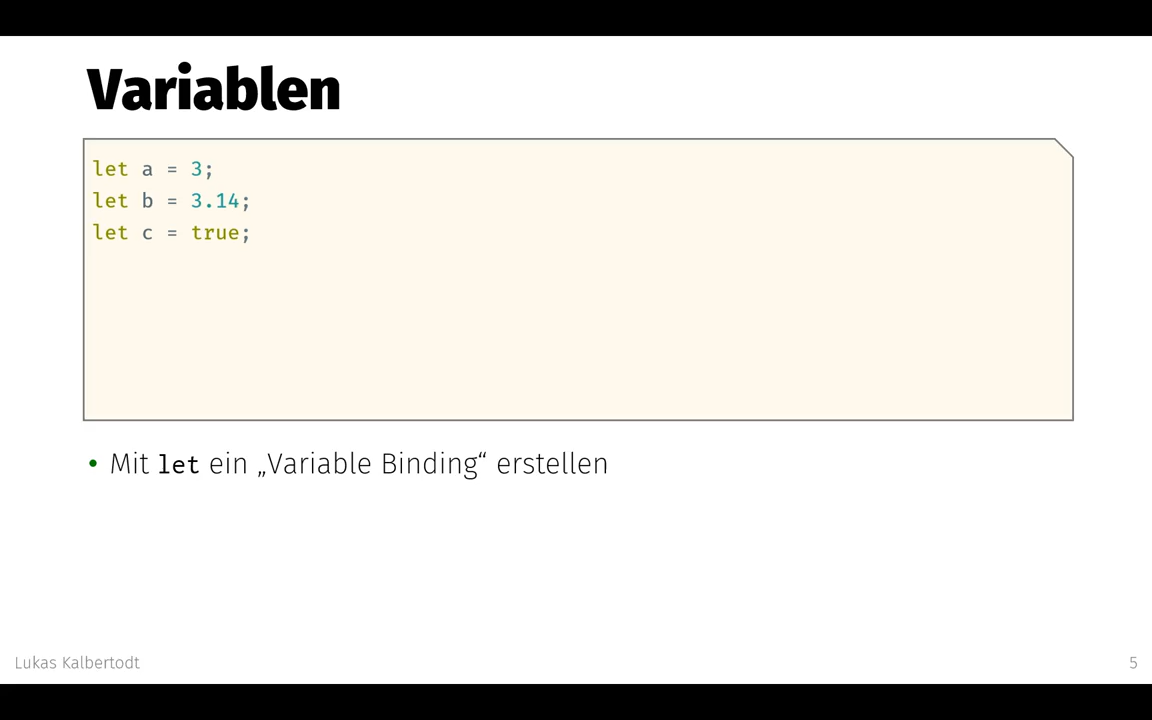 Variablen
let a = 3;
let b = 3.14;
let c = true;
• Mit let ein „Variable Binding“ erstellen
Lukas Kalbertodt
5